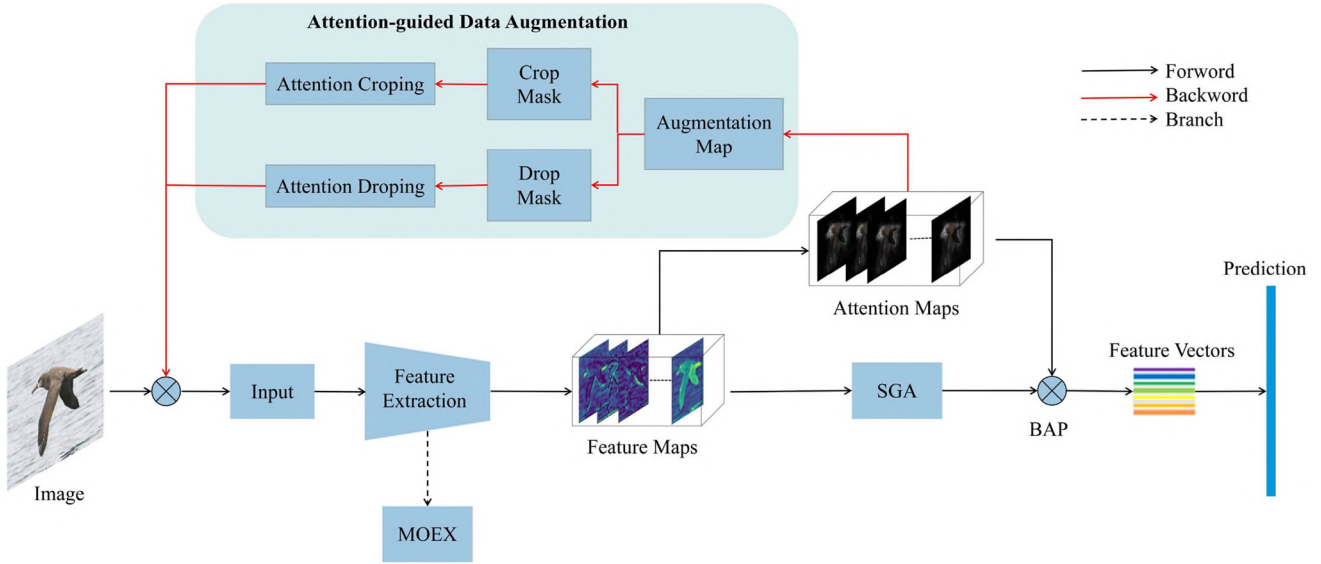 Attention-guided Data Augmentation
Attention Croping
Crop
Mask
Augmentation
Map
Attention Droping
Drop
Mask
Forword
Backword
Branch
Attention Maps
Prediction
Image
Input
Feature
Extraction
Feature Maps
SGA
BAP
Feature Vectors
MOEX